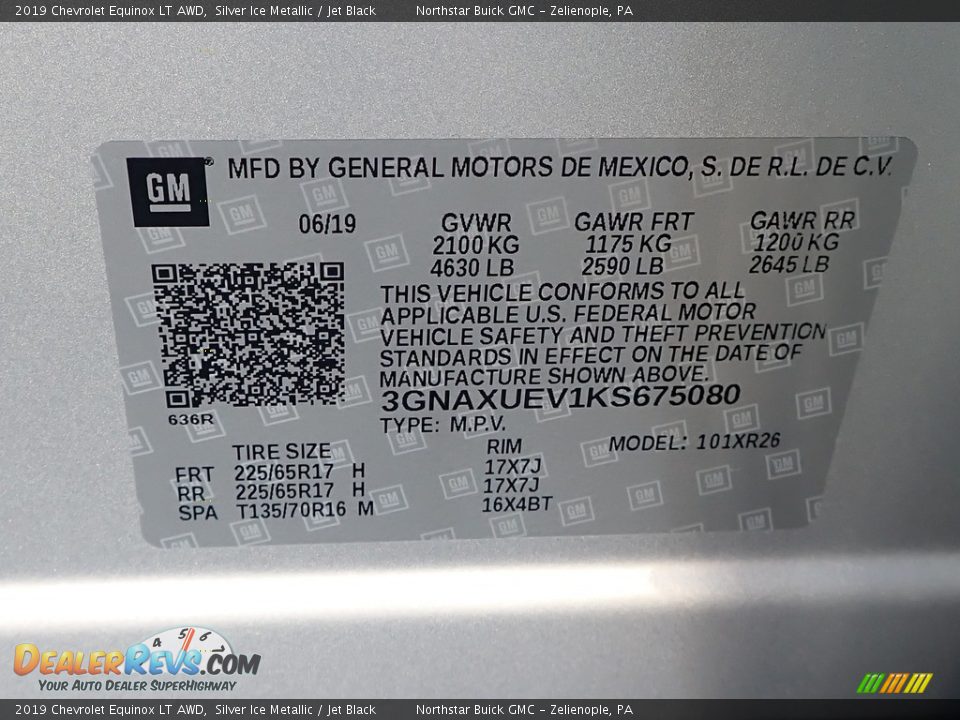 2019 Chevrolet Equinox LT AWD, Silver Ice Metallic / Jet Black Northstar Buick GMC – Zelienople, PA
GM® MFD BY GENERAL MOTORS DE MEXICO, S. DE R.L. DE C.V.
06/19 GVWR GAWR FRT GAWR RR
2100 KG 1175 KG 1200 KG
4630 LB 2590 LB 2645 LB
THIS VEHICLE CONFORMS TO ALL
APPLICABLE U.S. FEDERAL MOTOR
VEHICLE SAFETY AND THEFT PREVENTION
STANDARDS IN EFFECT ON THE DATE OF
MANUFACTURE SHOWN ABOVE.
3GNAXUEV1KS675080
636R
TYPE: M.P.V.
TIRE SIZE RIM MODEL: 101XR26
FRT 225/65R17 H 17X7J
RR 225/65R17 H 17X7J
SPA T135/70R16 M 16X4BT
4 5 6
DEALERREVS.COM
YOUR AUTO DEALER SUPERHIGHWAY
2019 Chevrolet Equinox LT AWD, Silver Ice Metallic / Jet Black Northstar Buick GMC – Zelienople, PA